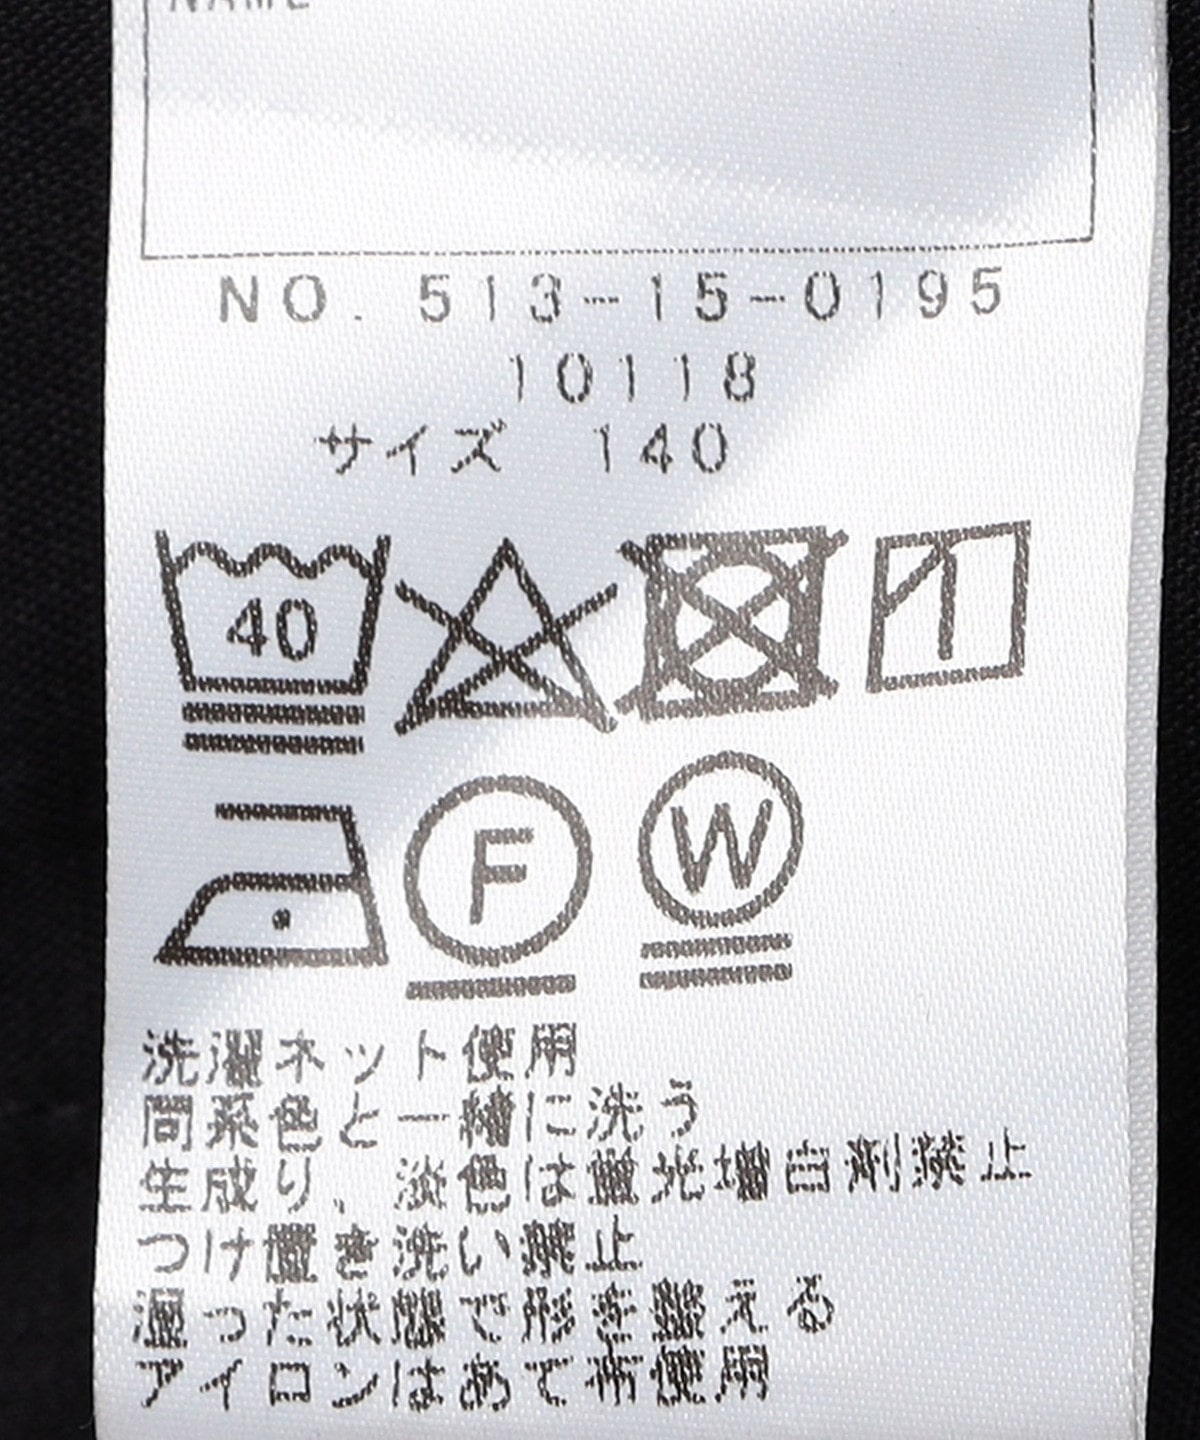 NAME
NO. 513-15-0195
10118
サイズ 140
40
F
W
洗濯ネット使用
同系色と一緒に洗う
生成り、淡色は蛍光増白剤禁止
つけ置き洗い禁止
湿った状態で形を整える
アイロンはあて布使用